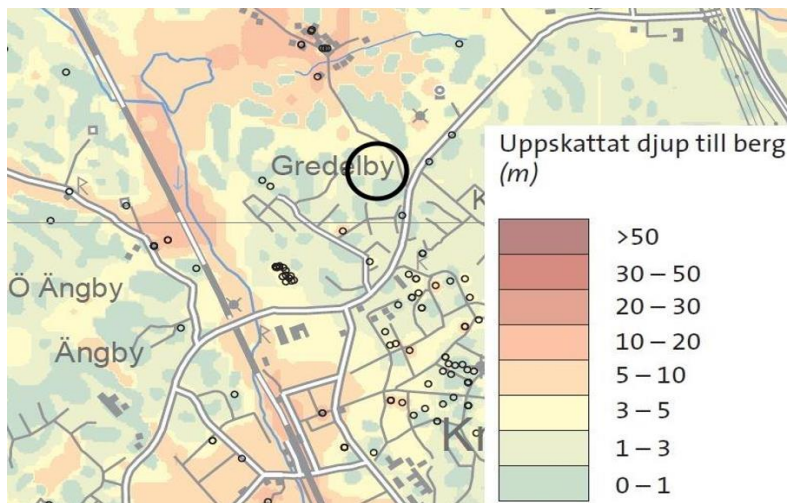 Gredelby
K
Ö Ängby
Ängby
Kn
Uppskattat djup till berg
(m)
>50
30 – 50
20 – 30
10 – 20
5 – 10
3 – 5
1 – 3
0 – 1